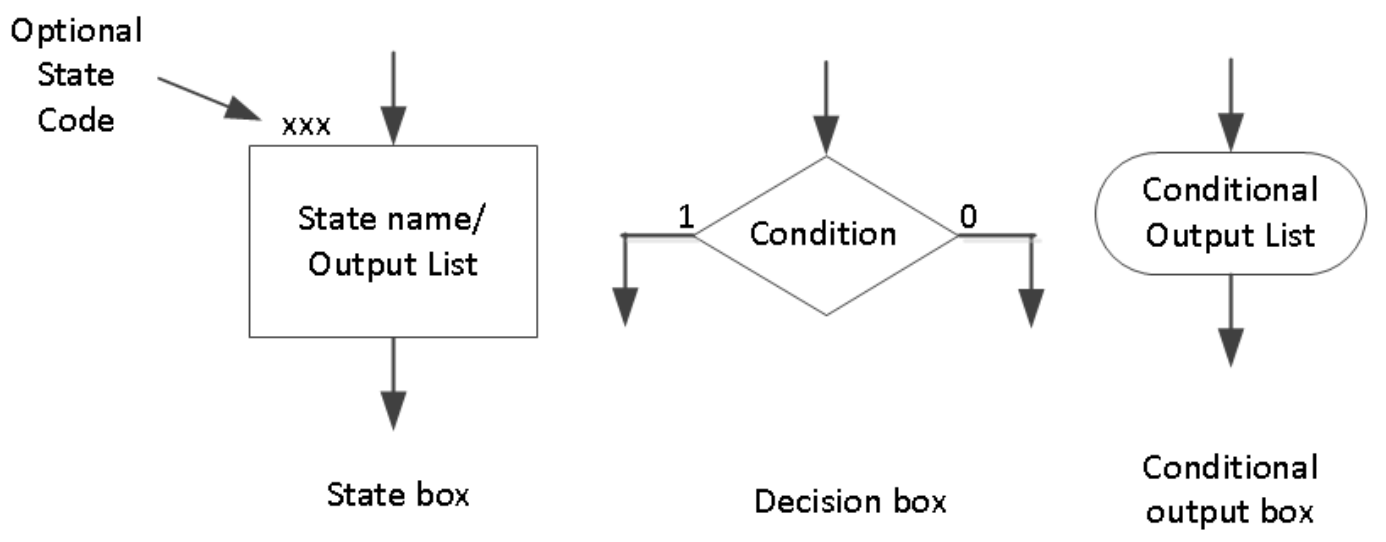 Optional
State
Code
xxx
State name/
Output List
State box
1
Condition
0
Decision box
Conditional
Output List
Conditional
output box